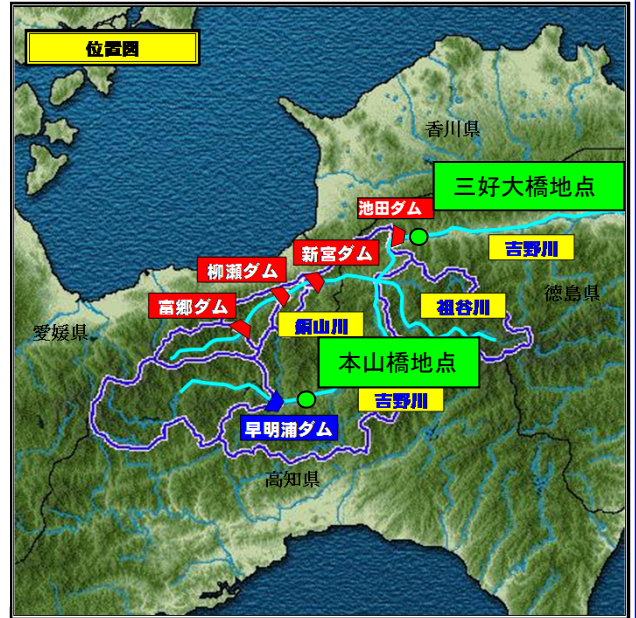 位置図
香川県
三好大橋地点
池田ダム
吉野川
新宮ダム
柳瀬ダム
富郷ダム
徳島県
祖谷川
銅山川
愛媛県
本山橋地点
吉野川
早明浦ダム
高知県